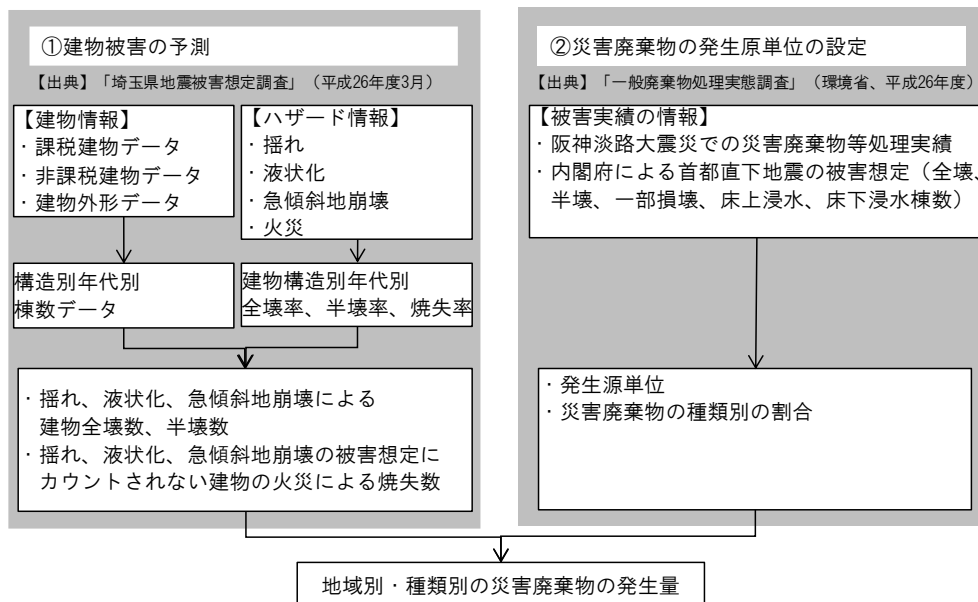 ①建物被害の予測
【出典】「埼玉県地震被害想定調査」（平成26年度3月）
【建物情報】
・課税建物データ
・非課税建物データ
・建物外形データ
【ハザード情報】
・揺れ
・液状化
・急傾斜地崩壊
・火災
構造別年代別
棟数データ
建物構造別年代別
全壊率、半壊率、焼失率
・揺れ、液状化、急傾斜地崩壊による
建物全壊数、半壊数
・揺れ、液状化、急傾斜地崩壊の被害想定に
カウントされない建物の火災による焼失数
②災害廃棄物の発生原単位の設定
【出典】「一般廃棄物処理実態調査」（環境省、平成26年度）
【被害実績の情報】
・阪神淡路大震災での災害廃棄物等処理実績
・内閣府による首都直下地震の被害想定（全壊、
半壊、一部損壊、床上浸水、床下浸水棟数）
・発生源単位
・災害廃棄物の種類別の割合
地域別・種類別の災害廃棄物の発生量